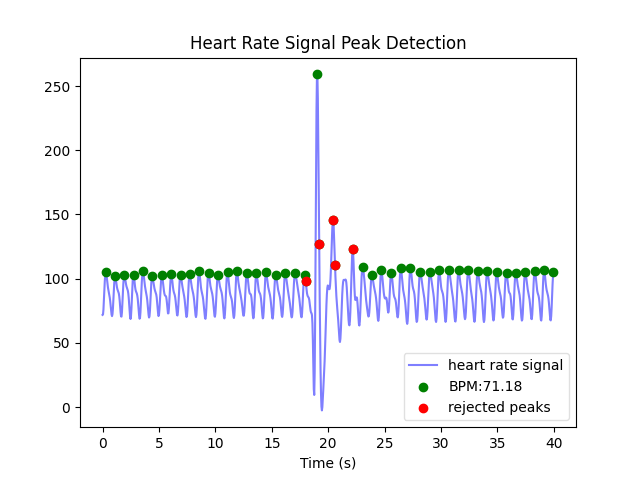 Heart Rate Signal Peak Detection
250
200
150
100
50
0
heart rate signal
BPM:71.18
rejected peaks
0 5 10 15 20 25 30 35 40
Time (s)